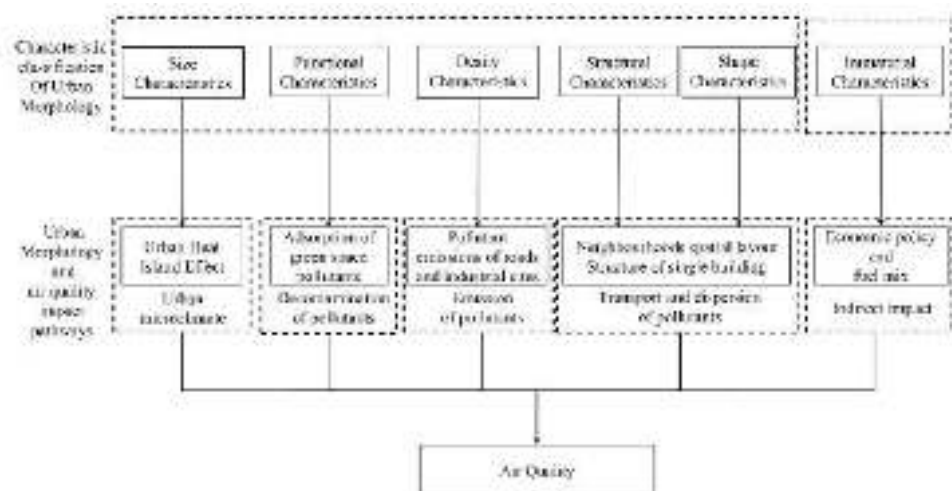 Characteristic
classification
Of Urban
Morphology
Size
Characteristics
Functional
Characteristics
Density
Characteristics
Structural
Characteristics
Shape
Characteristics
Immaterial
Characteristics
Urban
Morphology
and
air quality
impact
pathways
Urban Heat
Island Effect
Urban
microclimate
Adsorption of
green space
pollutants
Decontamination
of pollutants
Pollutant
emissions of roads
and industrial sites
Emission
of pollutants
Neighbourhoods spatial layout
Structure of single building
Transport and dispersion
of pollutants
Economic policy
and
fuel mix
Indirect impact
Air Quality